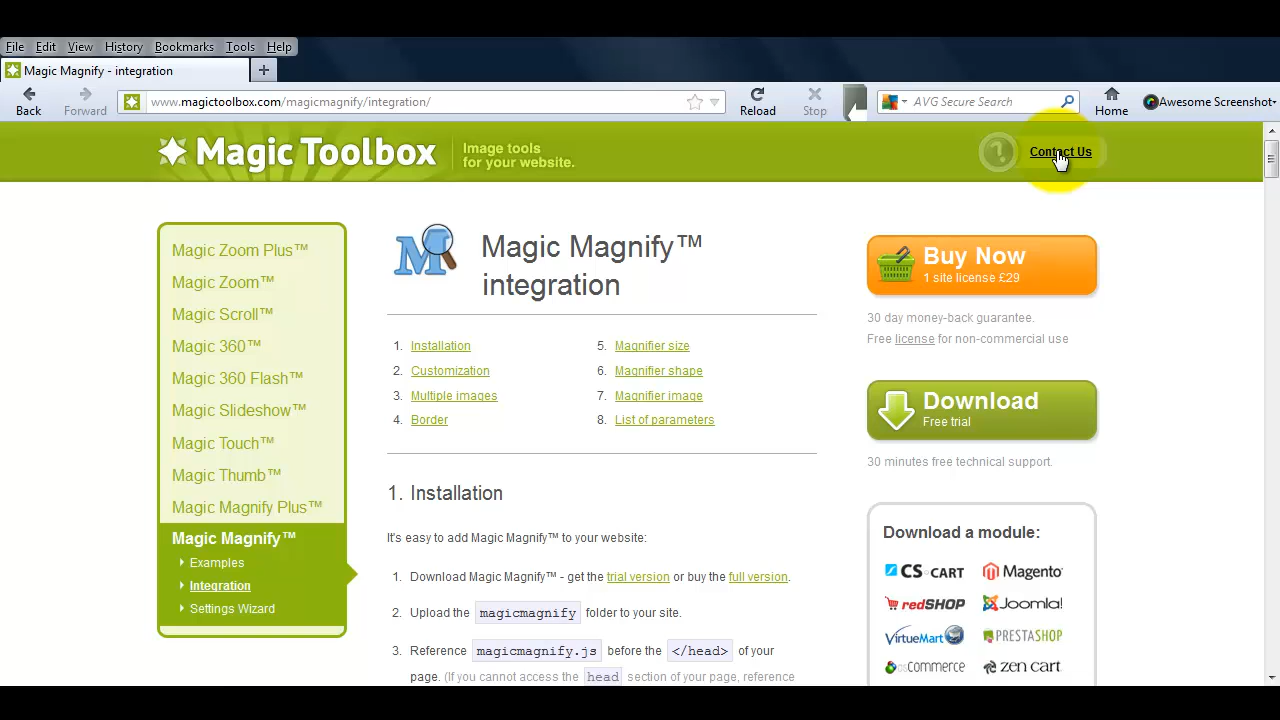 File Edit View History Bookmarks Tools Help
Magic Magnify - integration
Back Forward www.magictoolbox.com/magicmagnify/integration/ Reload Stop AVG Secure Search Home Awesome Screenshot
Magic Toolbox
Image tools
for your website.
Contact Us
Magic Zoom Plus™
Magic Zoom™
Magic Scroll™
Magic 360™
Magic 360 Flash™
Magic Slideshow™
Magic Touch™
Magic Thumb™
Magic Magnify Plus™
Magic Magnify™
Examples
Integration
Settings Wizard
Magic Magnify™
integration
1. Installation
2. Customization
3. Multiple images
4. Border
5. Magnifier size
6. Magnifier shape
7. Magnifier image
8. List of parameters
1. Installation
It's easy to add Magic Magnify™ to your website:
1. Download Magic Magnify™ - get the trial version or buy the full version.
2. Upload the magicmagnify folder to your site.
3. Reference magicmagnify.js before the </head> of your
page. (If you cannot access the head section of your page, reference
Buy Now
1 site license £29
30 day money-back guarantee.
Free license for non-commercial use
Download
Free trial
30 minutes free technical support.
Download a module:
CS CART Magento
redSHOP Joomla!
VirtueMart PRESTASHOP
osCommerce zen cart